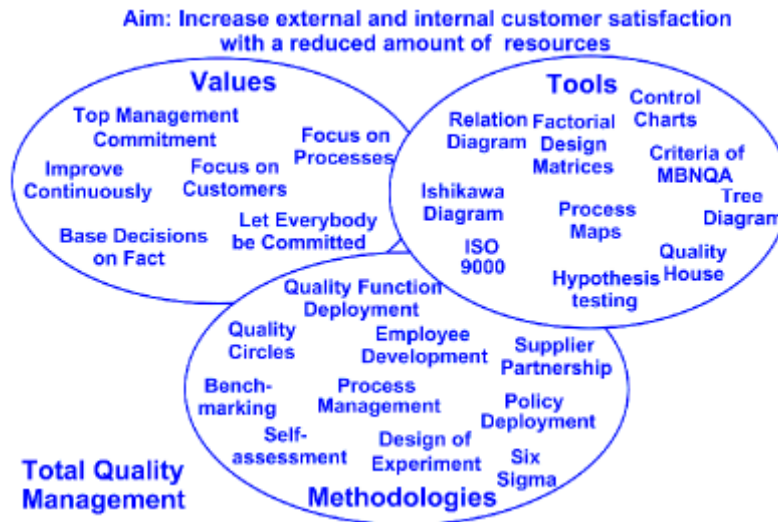 Aim: Increase external and internal customer satisfaction
with a reduced amount of resources
Values
Top Management
Commitment
Focus on
Processes
Improve
Continuously
Focus on
Customers
Base Decisions
on Fact
Let Everybody
be Committed
Tools
Relation
Diagram
Factorial
Design
Matrices
Control
Charts
Criteria of
MBNQA
Ishikawa
Diagram
Process
Maps
Tree
Diagram
ISO
9000
Hypothesis
testing
Quality
House
Quality Function
Deployment
Quality
Circles
Employee
Development
Supplier
Partnership
Bench-
marking
Process
Management
Policy
Deployment
Self-
assessment
Design of
Experiment
Six
Sigma
Methodologies
Total Quality
Management